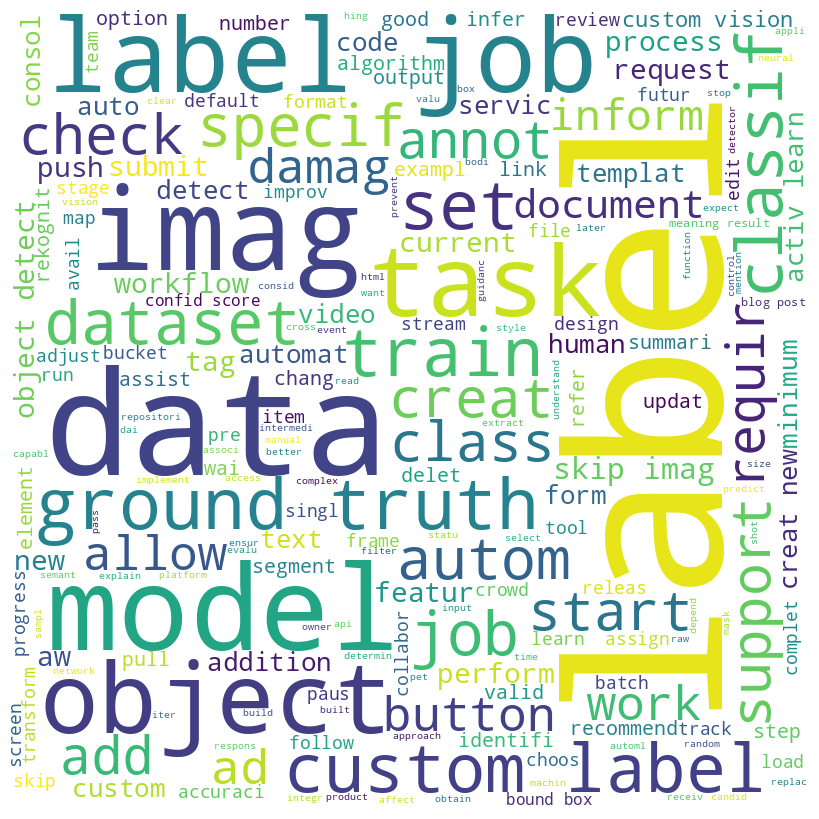 option
number
good
infer
review
custom vision
hing
appli
team
label
job
code
process
neural
consol
algorithm
output
request
box
stop
clear
valu
auto
default
format
servic
futur
check
specif
annot
inform
classif
push
submit
damag
exampl
link
templat
edit
detector
stage
vision
detect
improv
bodi
prevent
set
document
expect
activ learn
rekognit
map
imag
later
meaning result
object detect
avail
workflow
consid
html
current
file
function
mention
control
confid score
want
guidanc
task
label
blog post
dataset
video
cross
event
stream
style
design
human
summari
adjust
bucket
tag
automat
train
requir
run
assist
chang
read
creat
refer
minimum
data
item
understand
updat
repositori
dai
intermedi
class
extract
capabl
pre
associ
manual
better
skip imag
size
new
element
wai
implement
access
complex
delet
form
predict
ground
truth
singl
tool
pass
text
frame
statu
select
shot
support
creat new
new
allow
ensur
evalu
filter
autom
semant
explain
platform
segment
featur
crowd
input
releas
progress
sampl
model
owner
api
job
start
depend
raw
mask
complet
aw
pull
addition
determin
collabor
learn
assign
time
screen
transform
network
object
paus
pet
perform
batch
valid
work
iter
build
built
button
recommend
track
add
respons
follow
approach
identifi
automl
random
step
skip
custom
ad
accuraci
custom
choos
label
load
machin
integr
product
affect
obtain
bound box
receiv
candid
replac